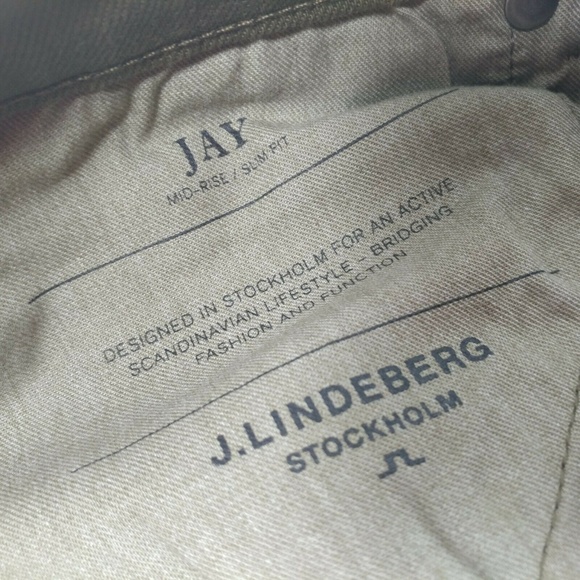 JAY
MID-RISE / SLIM FIT
DESIGNED IN STOCKHOLM FOR AN ACTIVE
SCANDINAVIAN LIFESTYLE – BRIDGING
FASHION AND FUNCTION
J.LINDEBERG
STOCKHOLM